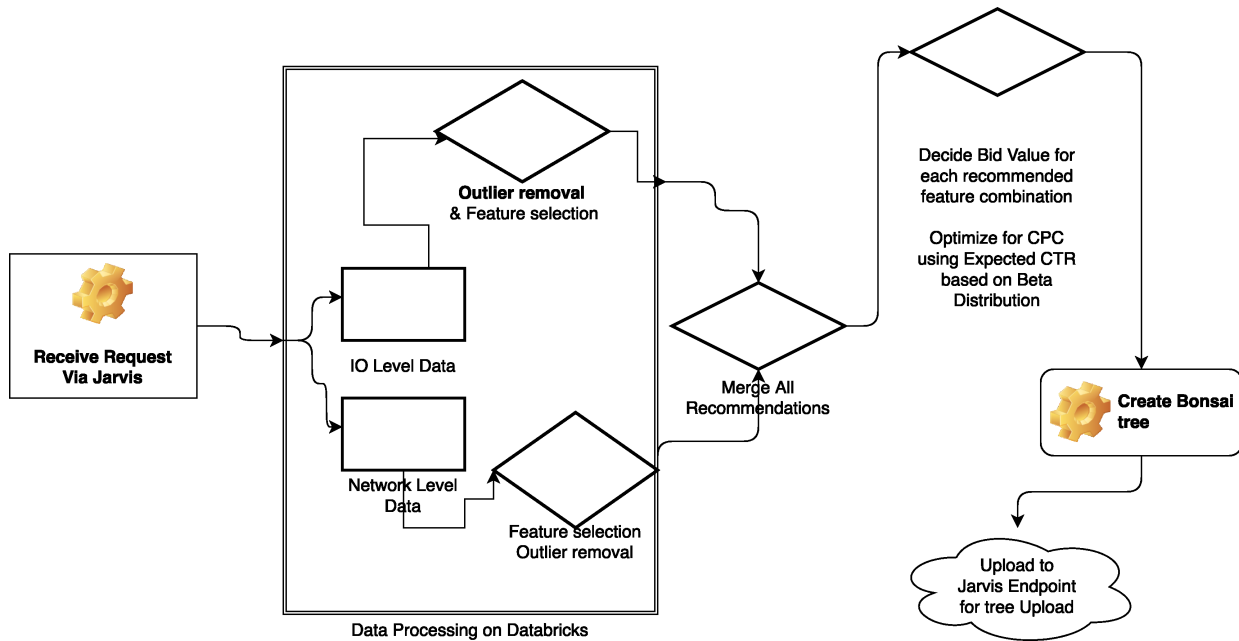 Receive Request
Via Jarvis
Outlier removal
& Feature selection
IO Level Data
Network Level
Data
Feature selection
Outlier removal
Data Processing on Databricks
Merge All
Recommendations
Decide Bid Value for
each recommended
feature combination
Optimize for CPC
using Expected CTR
based on Beta
Distribution
Create Bonsai
tree
Upload to
Jarvis Endpoint
for tree Upload